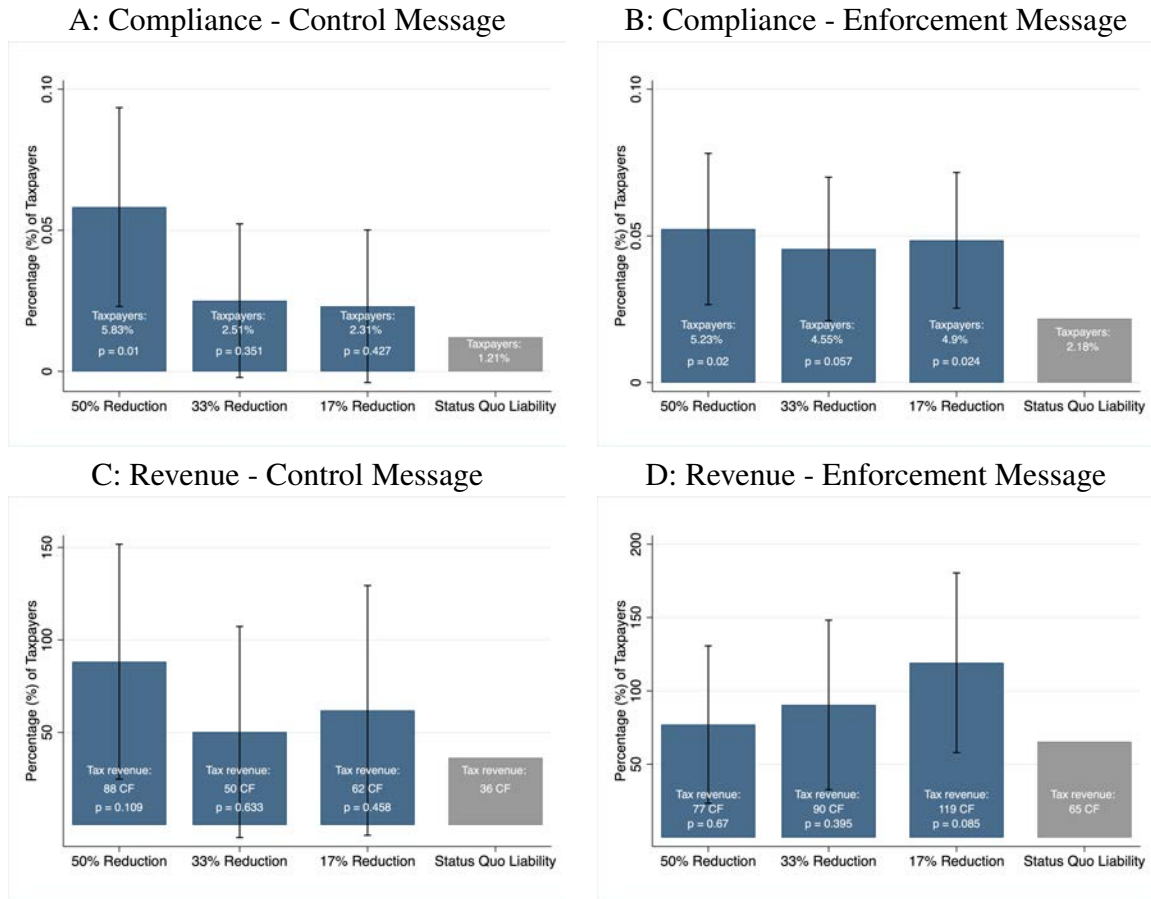 A: Compliance - Control Message
Percentage (%) of Taxpayers
0.10
0.05
0
Taxpayers:
5.83%
p = 0.01
Taxpayers:
2.51%
p = 0.351
Taxpayers:
2.31%
p = 0.427
Taxpayers:
1.21%
50% Reduction
33% Reduction
17% Reduction
Status Quo Liability
B: Compliance - Enforcement Message
Percentage (%) of Taxpayers
0.10
0.05
0
Taxpayers:
5.23%
p = 0.02
Taxpayers:
4.55%
p = 0.057
Taxpayers:
4.9%
p = 0.024
Taxpayers:
2.18%
50% Reduction
33% Reduction
17% Reduction
Status Quo Liability
C: Revenue - Control Message
Percentage (%) of Taxpayers
150
100
50
Tax revenue:
88 CF
p = 0.109
Tax revenue:
50 CF
p = 0.633
Tax revenue:
62 CF
p = 0.458
Tax revenue:
36 CF
50% Reduction
33% Reduction
17% Reduction
Status Quo Liability
D: Revenue - Enforcement Message
Percentage (%) of Taxpayers
200
150
100
50
Tax revenue:
77 CF
p = 0.67
Tax revenue:
90 CF
p = 0.395
Tax revenue:
119 CF
p = 0.085
Tax revenue:
65 CF
50% Reduction
33% Reduction
17% Reduction
Status Quo Liability